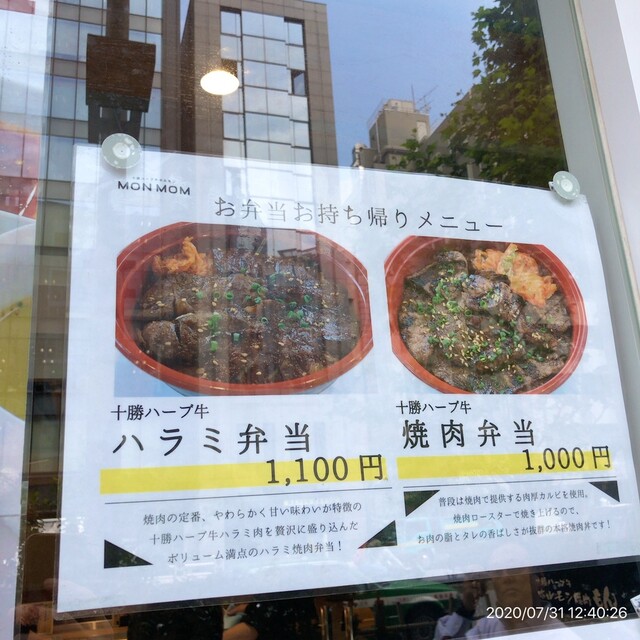 MON MOM
お弁当お持ち帰りメニュー
十勝ハーブ牛
ハラミ弁当
1,100円
焼肉の定番、やわらかく甘い味わいが特徴の
十勝ハーブ牛ハラミ肉を贅沢に盛り込んだ
ボリューム満点のハラミ焼肉弁当！
十勝ハーブ牛
焼肉弁当
1,000円
普段は焼肉で提供する肉厚カルビを使用。
焼肉ロースターで焼き上げるので、
お肉の脂とタレの香ばしさが抜群の本格焼肉丼です！
2020/07/31 12:40:26